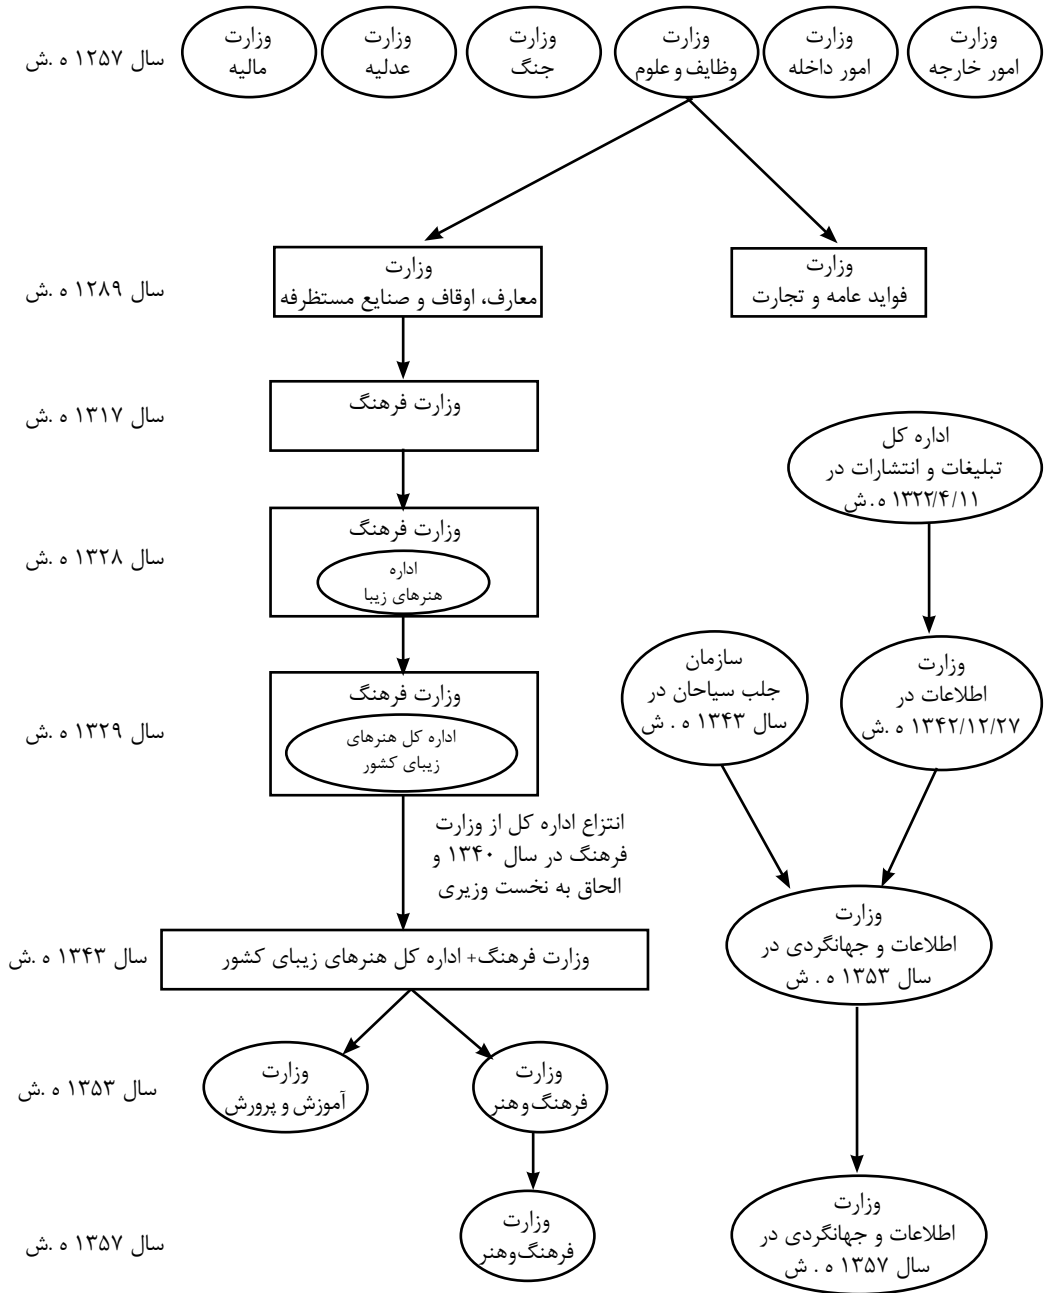 سال ۱۲۵۷ ه .ش
وزارت
امور خارجه
وزارت
امور داخله
وزارت
وظایف و علوم
وزارت
جنگ
وزارت
عدلیه
وزارت
مالیه
سال ۱۲۸۹ ه .ش
وزارت
فواید عامه و تجارت
وزارت
معارف، اوقاف و صنایع مستظرفه
سال ۱۳۱۷ ه .ش
وزارت فرهنگ
اداره کل
تبلیغات و انتشارات در
۱۳۲۲/۴/۱۱ ه .ش
سال ۱۳۲۸ ه .ش
وزارت فرهنگ
اداره
هنرهای زیبا
وزارت
اطلاعات در
۱۳۴۲/۱۲/۲۷ ه .ش
سازمان
جلب سیاحان در
سال ۱۳۴۳ ه . ش
سال ۱۳۲۹ ه .ش
وزارت فرهنگ
اداره کل هنرهای
زیبای کشور
انتزاع اداره کل از وزارت
فرهنگ در سال ۱۳۴۰ و
الحاق به نخست وزیری
وزارت
اطلاعات و جهانگردی در
سال ۱۳۵۳ ه . ش
سال ۱۳۴۳ ه .ش
وزارت فرهنگ+ اداره کل هنرهای زیبای کشور
سال ۱۳۵۳ ه .ش
وزارت
فرهنگ و هنر
وزارت
آموزش و پرورش
سال ۱۳۵۷ ه .ش
وزارت
اطلاعات و جهانگردی در
سال ۱۳۵۷ ه . ش
وزارت
فرهنگ‌وهنر